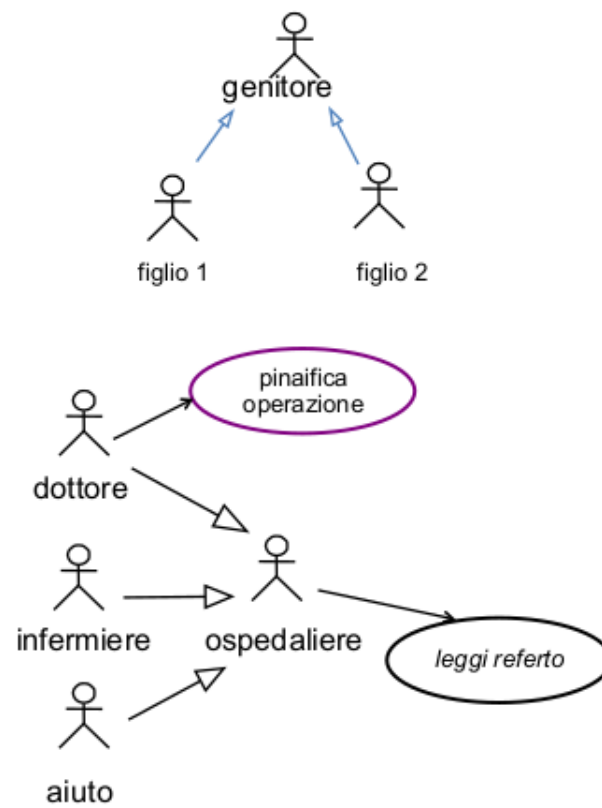 genitore
figlio 1
figlio 2
pinaifica
operazione
dottore
infermiere
ospedaliere
leggi referto
aiuto